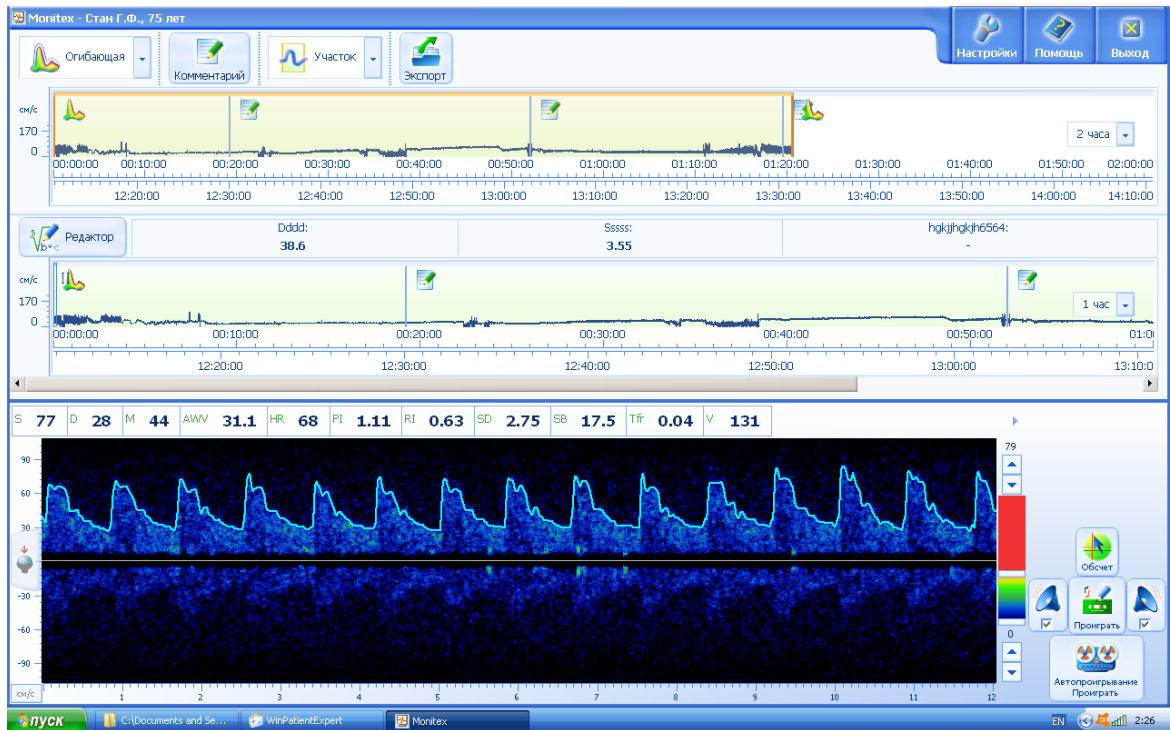 Monitex - Стан Г.Ф., 75 лет
Огибающая
Комментарий
Участок
Экспорт
Настройки
Помощь
Выход
см/с
170
0
2 часа
00:00:00 00:10:00 00:20:00 00:30:00 00:40:00 00:50:00 01:00:00 01:10:00 01:20:00 01:30:00 01:40:00 01:50:00 02:00:00
12:20:00 12:30:00 12:40:00 12:50:00 13:00:00 13:10:00 13:20:00 13:30:00 13:40:00 13:50:00 14:00:00 14:10:00
Редактор
Dddd: Sssss: hgkjjhgkjh6564:
38.6 3.55 -
см/с
170
0
1 час
00:00:00 00:10:00 00:20:00 00:30:00 00:40:00 00:50:00 01:0
12:20:00 12:30:00 12:40:00 12:50:00 13:00:00 13:10:0
S 77 D 28 M 44 AWV 31.1 HR 68 PI 1.11 RI 0.63 SD 2.75 SB 17.5 Tfr 0.04 V 131
79
90
60
30
-30
-60
-90
0
Обсчет
Проиграть
Автопроигрывание
Проиграть
см/с 1 2 3 4 5 6 7 8 9 10 11 12
пуск C:\Documents and Se... WinPatientExpert Monitex EN 2:26